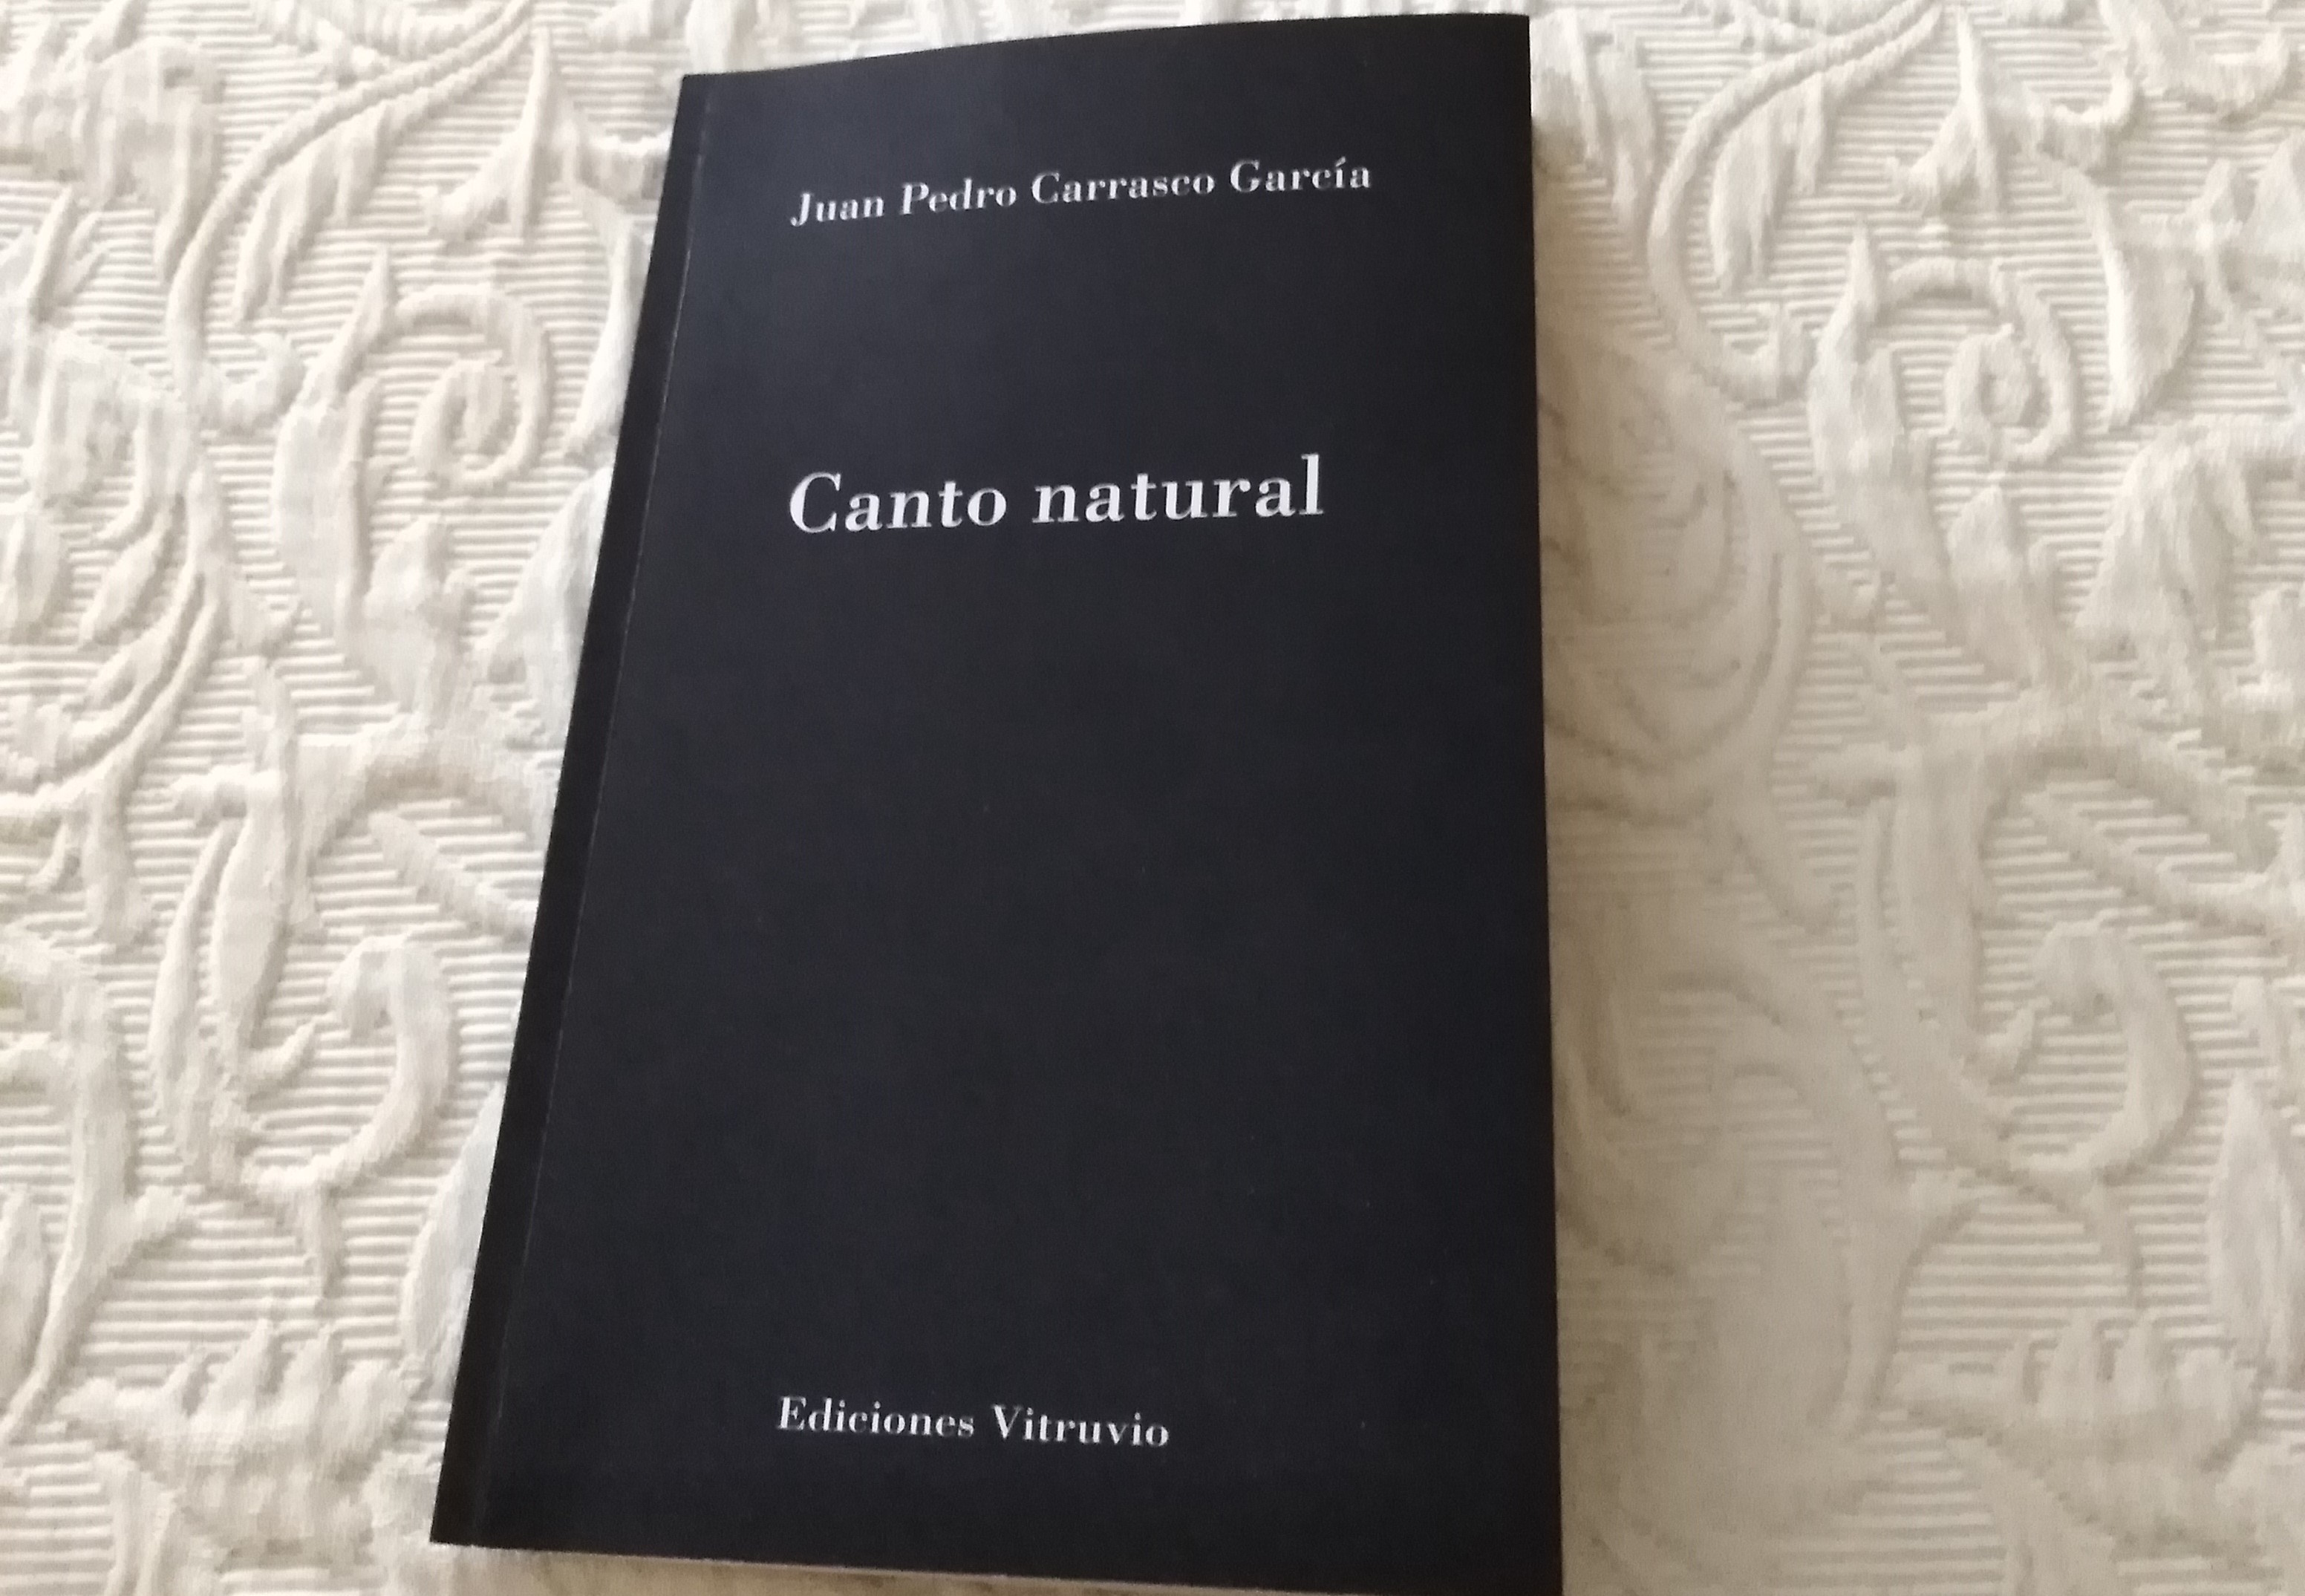 Juan Pedro Carrasco García
Canto natural
Ediciones Vitruvio